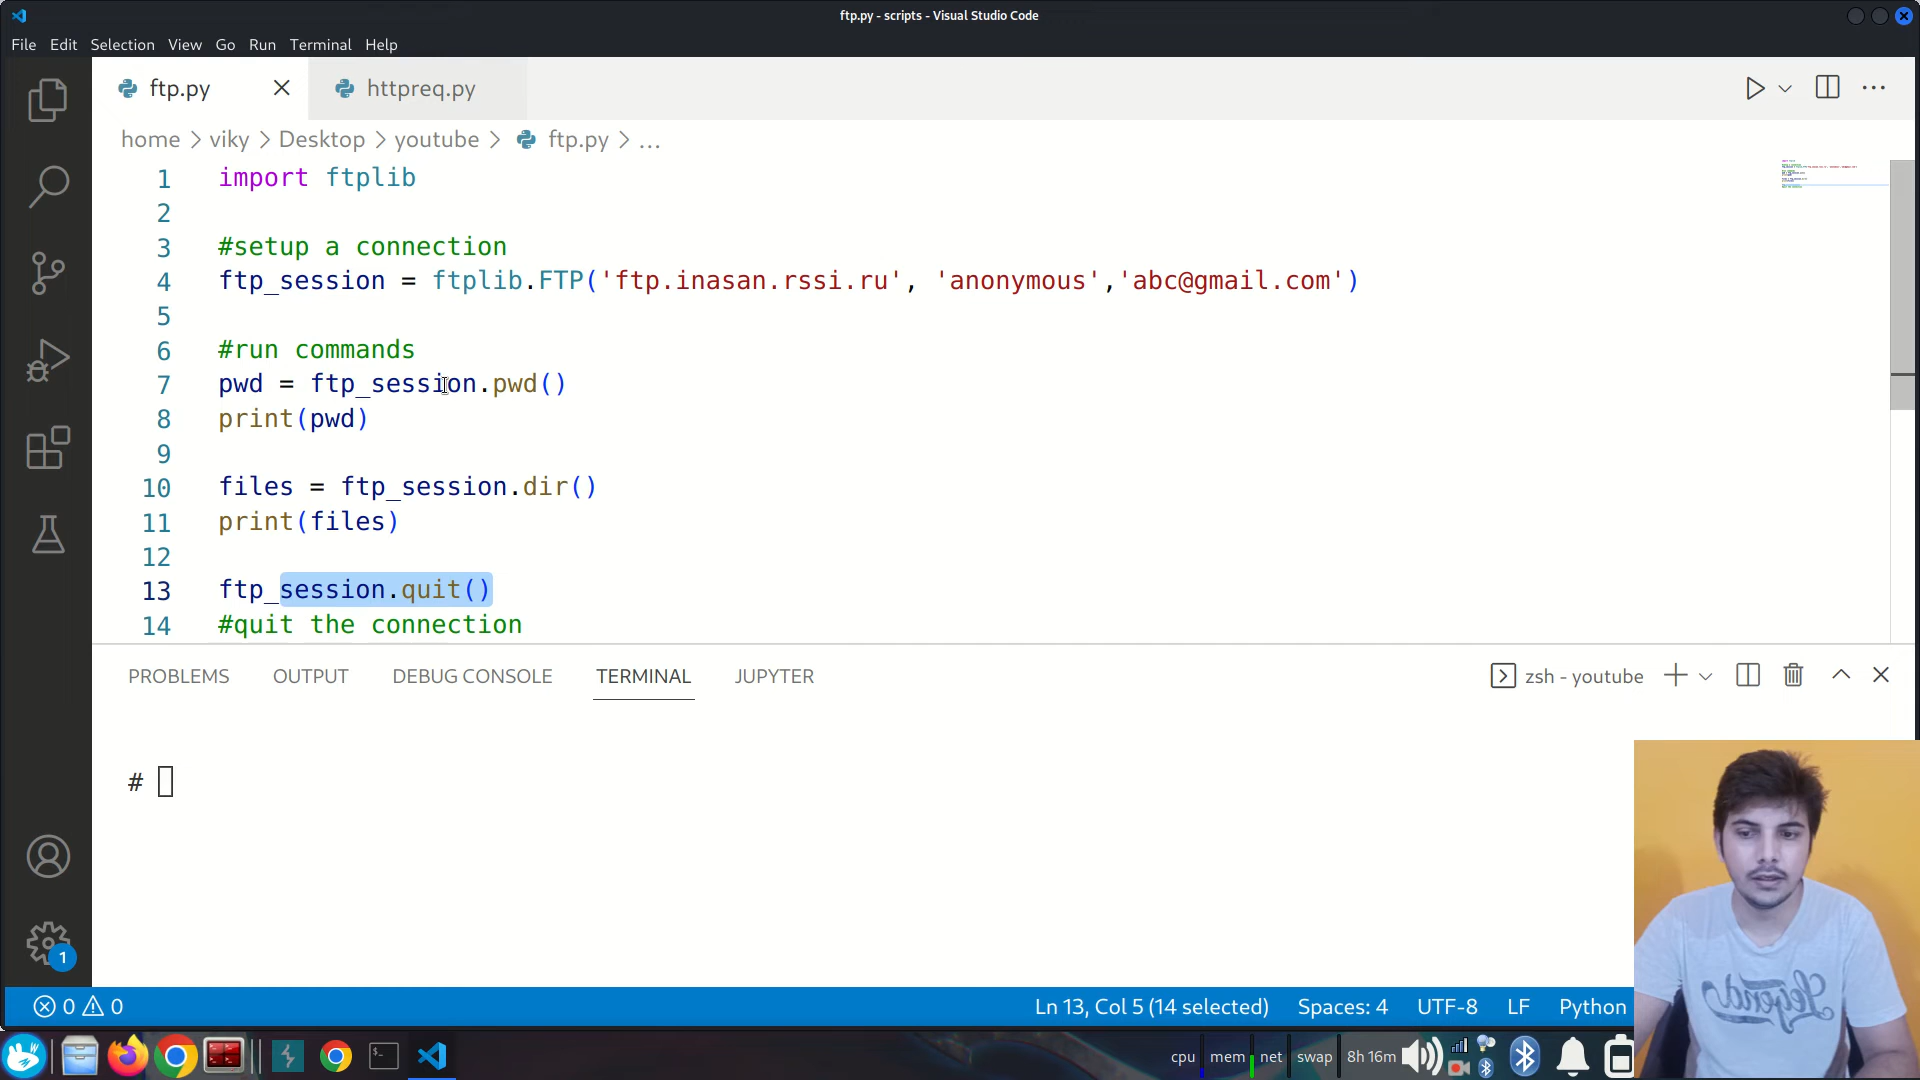 ftp.py - scripts - Visual Studio Code
File Edit Selection View Go Run Terminal Help
ftp.py httpreq.py
home > viky > Desktop > youtube > ftp.py > ...
1 import ftplib
2
3 #setup a connection
4 ftp_session = ftplib.FTP('ftp.inasan.rssi.ru', 'anonymous','abc@gmail.com')
5
6 #run commands
7 pwd = ftp_session.pwd()
8 print(pwd)
9
10 files = ftp_session.dir()
11 print(files)
12
13 ftp_session.quit()
14 #quit the connection
PROBLEMS OUTPUT DEBUG CONSOLE TERMINAL JUPYTER zsh - youtube
#
1
0 0 Ln 13, Col 5 (14 selected) Spaces: 4 UTF-8 LF Python
cpu mem net swap 8h 16m